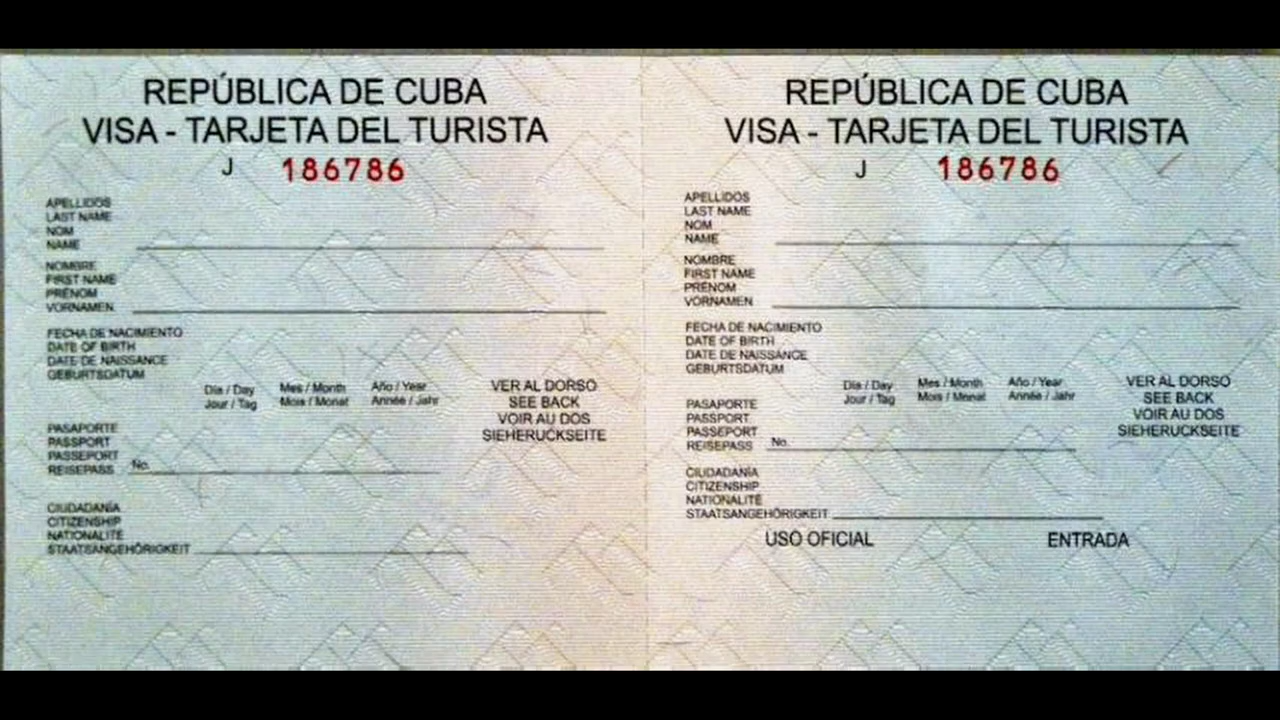 REPÚBLICA DE CUBA
VISA - TARJETA DEL TURISTA
J 186786
APELLIDOS
LAST NAME
NOM
NAME
NOMBRE
FIRST NAME
PRÉNOM
VORNAMEN
FECHA DE NACIMIENTO
DATE OF BIRTH
DATE DE NAISSANCE
GEBURTSDATUM
Día / Day Mes / Month Año / Year
Jour / Tag Mois / Monat Année / Jahr
VER AL DORSO
SEE BACK
VOIR AU DOS
SIEHERUCKSEITE
PASAPORTE
PASSPORT
PASSEPORT
REISEPASS No.
CIUDADANÍA
CITIZENSHIP
NATIONALITÉ
STAATSANGEHÖRIGKEIT
REPÚBLICA DE CUBA
VISA - TARJETA DEL TURISTA
J 186786
APELLIDOS
LAST NAME
NOM
NAME
NOMBRE
FIRST NAME
PRÉNOM
VORNAMEN
FECHA DE NACIMIENTO
DATE OF BIRTH
DATE DE NAISSANCE
GEBURTSDATUM
Día / Day Mes / Month Año / Year
Jour / Tag Mois / Monat Année / Jahr
VER AL DORSO
SEE BACK
VOIR AU DOS
SIEHERUCKSEITE
PASAPORTE
PASSPORT
PASSEPORT
REISEPASS No.
CIUDADANÍA
CITIZENSHIP
NATIONALITÉ
STAATSANGEHÖRIGKEIT
USO OFICIAL ENTRADA